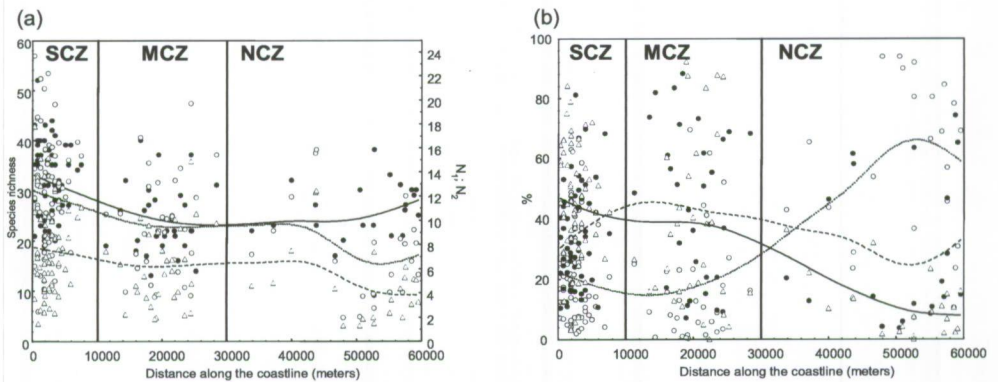 (a)
SCZ MCZ NCZ
60
50
40
30
20
10
0
Species richness
24
22
20
18
16
14
12
10
8
6
4
2
0
N1; N2
0 10000 20000 30000 40000 50000 60000
Distance along the coastline (meters)
(b)
SCZ MCZ NCZ
100
80
60
40
20
0
%
0 10000 20000 30000 40000 50000 60000
Distance along the coastline (meters)